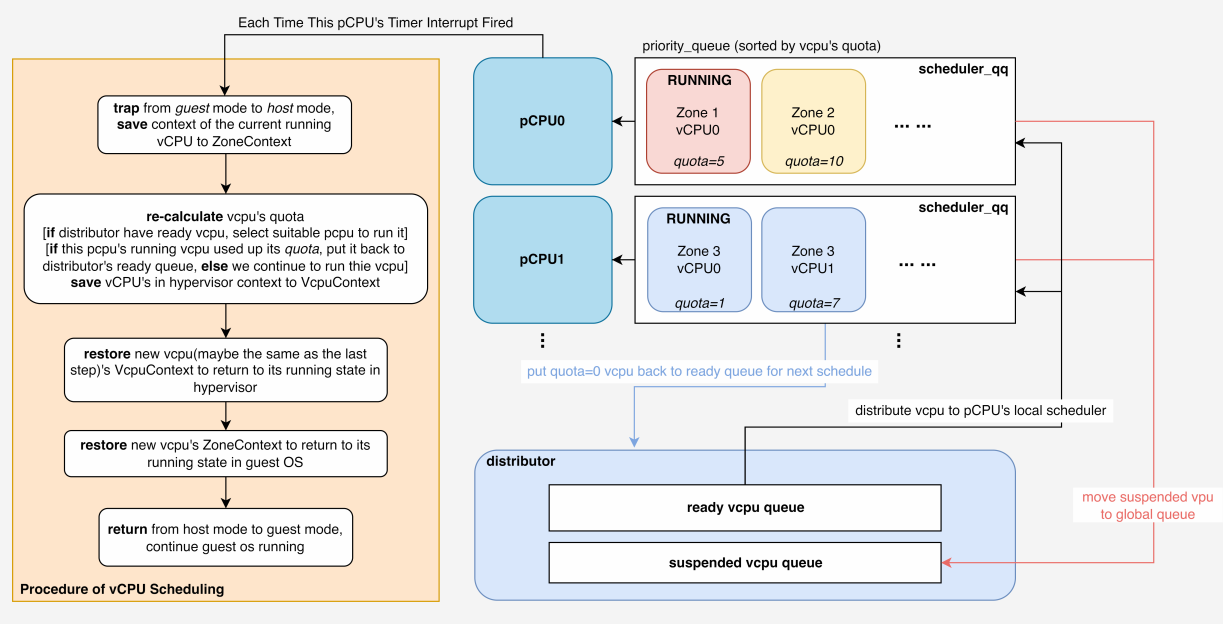 Each Time This pCPU's Timer Interrupt Fired
trap from guest mode to host mode,
save context of the current running
vCPU to ZoneContext
re-calculate vcpu's quota
[if distributor have ready vcpu, select suitable pcpu to run it]
[if this pcpu's running vcpu used up its quota, put it back to
distributor's ready queue, else we continue to run thie vcpu]
save vCPU's in hypervisor context to VcpuContext
restore new vcpu(maybe the same as the last
step)'s VcpuContext to return to its running state in
hypervisor
restore new vcpu's ZoneContext to return to its
running state in guest OS
return from host mode to guest mode,
continue guest os running
Procedure of vCPU Scheduling
priority_queue (sorted by vcpu's quota)
pCPU0
scheduler_qq
RUNNING
Zone 1
vCPU0
quota=5
Zone 2
vCPU0
quota=10
... ...
pCPU1
scheduler_qq
RUNNING
Zone 3
vCPU0
quota=1
Zone 3
vCPU1
quota=7
... ...
put quota=0 vcpu back to ready queue for next schedule
distribute vcpu to pCPU's local scheduler
distributor
ready vcpu queue
suspended vcpu queue
move suspended vpu
to global queue